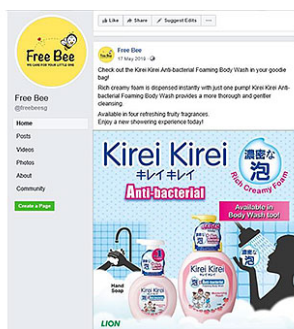 Free Bee
WE CARE FOR YOUR LITTLE ONE
Free Bee
@freebeesg
Home
Posts
Videos
Photos
About
Community
Create a Page
Like
Share
Suggest Edits
Free Bee
17 May 2018
Check out the Kirei Kirei Anti-bacterial Foaming Body Wash in your goodie
bag!
Rich creamy foam is dispensed instantly with just one pump! Kirei Kirei Anti-
bacterial Foaming Body Wash provides a more thorough and gentler
cleansing.
Available in four refreshing fruity fragrances.
Enjoy a new showering experience today!
Kirei Kirei
キレイキレイ
Anti-bacterial
濃密な
泡
Rich Creamy Foam
Available in
Body Wash too!
Hand
Soap
Kirei Kirei
Kirei Kirei
Anti-bacterial
泡
LION